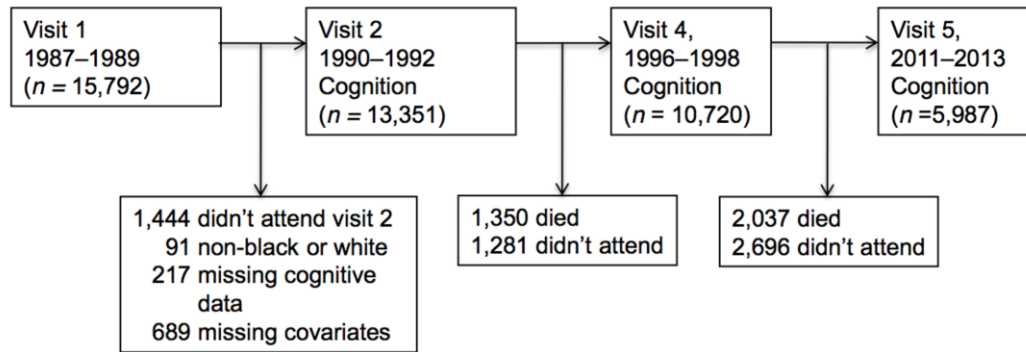 Visit 1
1987–1989
(n = 15,792)
Visit 2
1990–1992
Cognition
(n = 13,351)
Visit 4,
1996–1998
Cognition
(n = 10,720)
Visit 5,
2011–2013
Cognition
(n =5,987)
1,444 didn't attend visit 2
91 non-black or white
217 missing cognitive
data
689 missing covariates
1,350 died
1,281 didn't attend
2,037 died
2,696 didn't attend